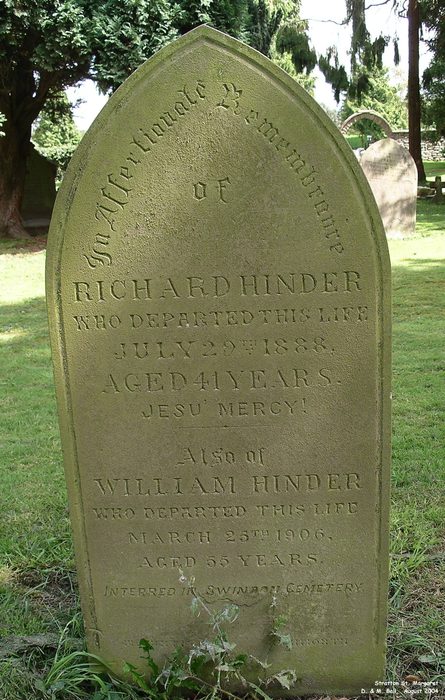 In Affectionate Remembrance
of
RICHARD HINDER
WHO DEPARTED THIS LIFE
JULY 29TH 1888,
AGED 41 YEARS.
JESU' MERCY!
Also of
WILLIAM HINDER
WHO DEPARTED THIS LIFE
MARCH 25TH 1906,
AGED 55 YEARS.
INTERRED IN SWINDON CEMETERY
Stratton St. Margaret
D. & M. Ball, August 2004